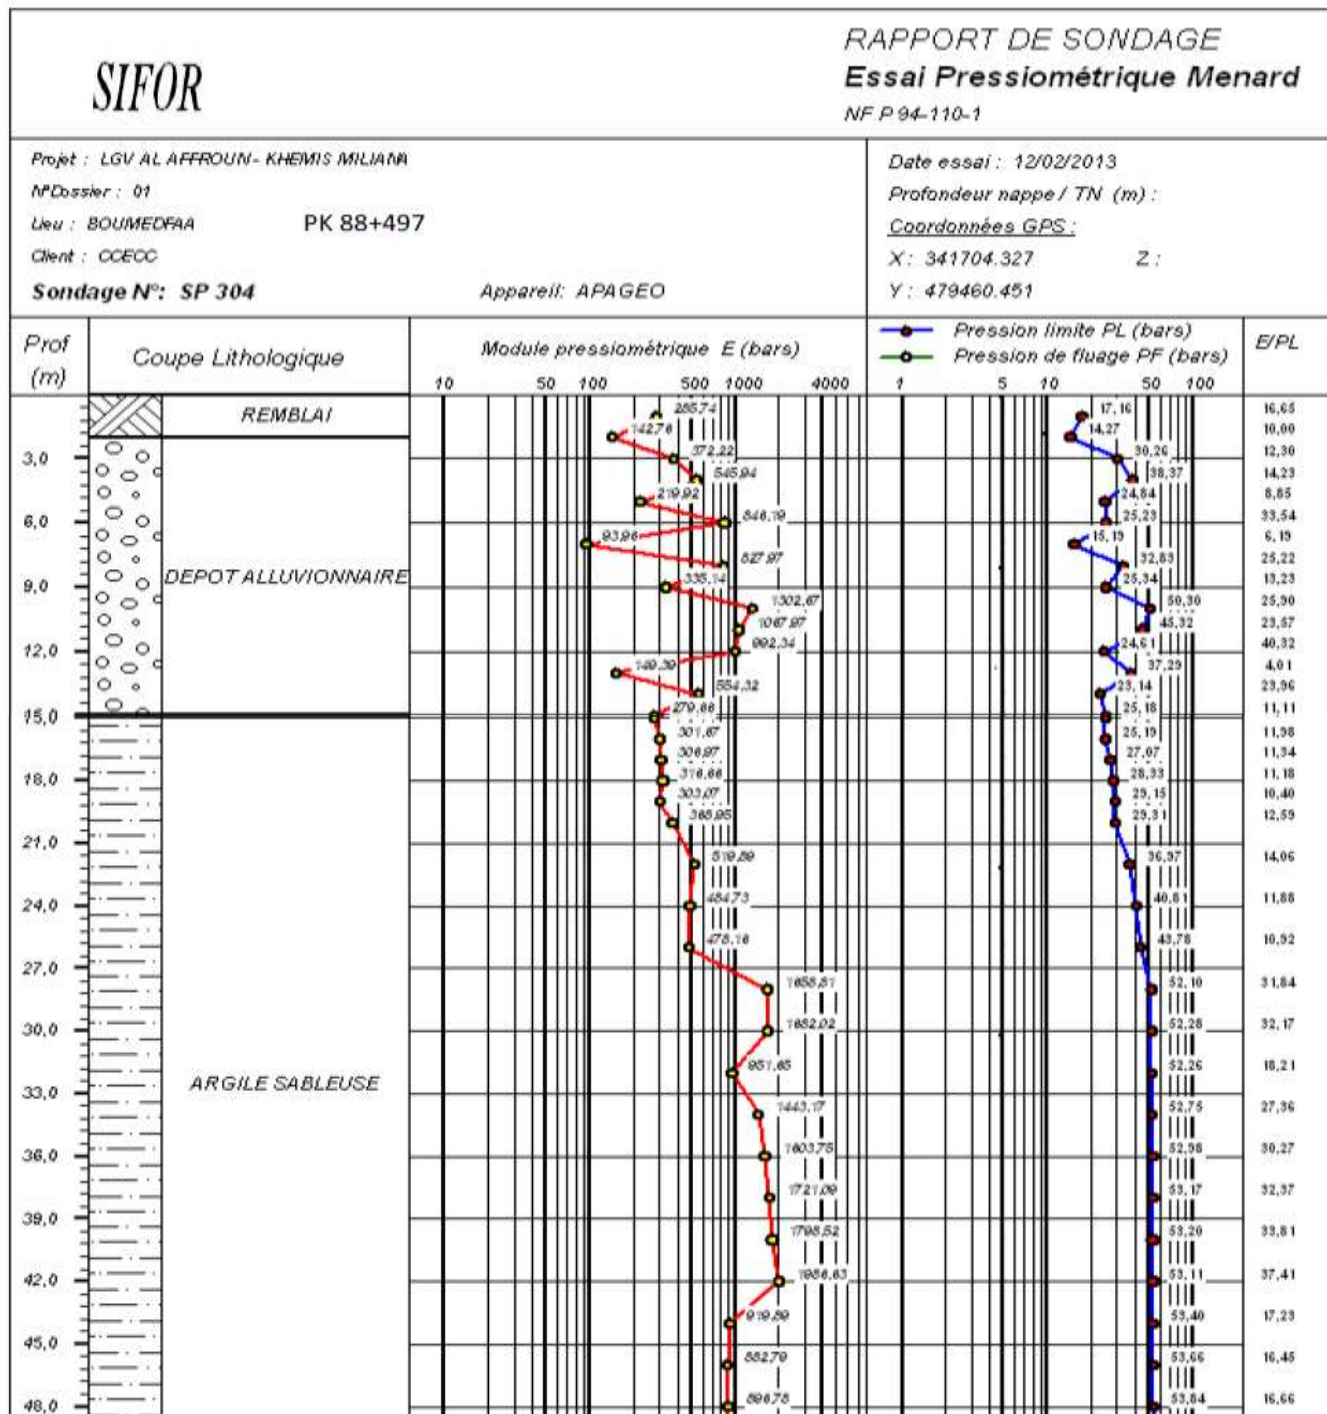 SIFOR
RAPPORT DE SONDAGE
Essai Pressiométrique Menard
NF P 94-110-1
Projet : LGV AL AFFROUN - KHEMIS MILIANA
N°Dossier : 01
Lieu : BOUMEDFAA PK 88+497
Client : CCECC
Sondage N°: SP 304 Appareil: APAGEO
Date essai : 12/02/2013
Profondeur nappe / TN (m) :
Coordonnées GPS :
X : 341704.327 Z :
Y : 479460.451
Prof (m)
Coupe Lithologique
Module pressiométrique E (bars)
10 50 100 500 1000 4000
Pression limite PL (bars)
Pression de fluage PF (bars)
1 5 10 50 100
E/PL
REMBLAI
285,74 17,16 16,65
142,76 14,27 10,00
3,0 372,22 30,26 12,30
545,94 38,37 14,23
219,92 24,84 8,85
6,0 846,19 25,23 33,54
93,96 15,19 6,19
827,97 32,83 25,22
DEPOT ALLUVIONNAIRE
9,0 335,14 25,34 13,23
1302,67 50,30 25,90
1067,97 45,32 23,57
12,0 992,34 24,61 40,32
149,39 37,29 4,01
554,32 23,14 23,96
15,0 279,66 25,18 11,11
301,67 25,19 11,98
306,97 27,07 11,34
18,0 316,66 28,33 11,18
303,07 29,15 10,40
368,95 29,31 12,59
21,0
519,89 36,97 14,06
24,0 484,73 40,81 11,88
478,16 43,78 10,92
27,0
1658,81 52,10 31,84
30,0 1682,02 52,28 32,17
951,65 52,26 18,21
ARGILE SABLEUSE
33,0
1443,17 52,75 27,36
36,0 1603,75 52,98 30,27
1721,09 53,17 32,37
39,0
1798,52 53,20 33,81
42,0 1986,63 53,11 37,41
919,89 53,40 17,23
45,0
882,79 53,66 16,45
48,0 896,78 53,84 16,66